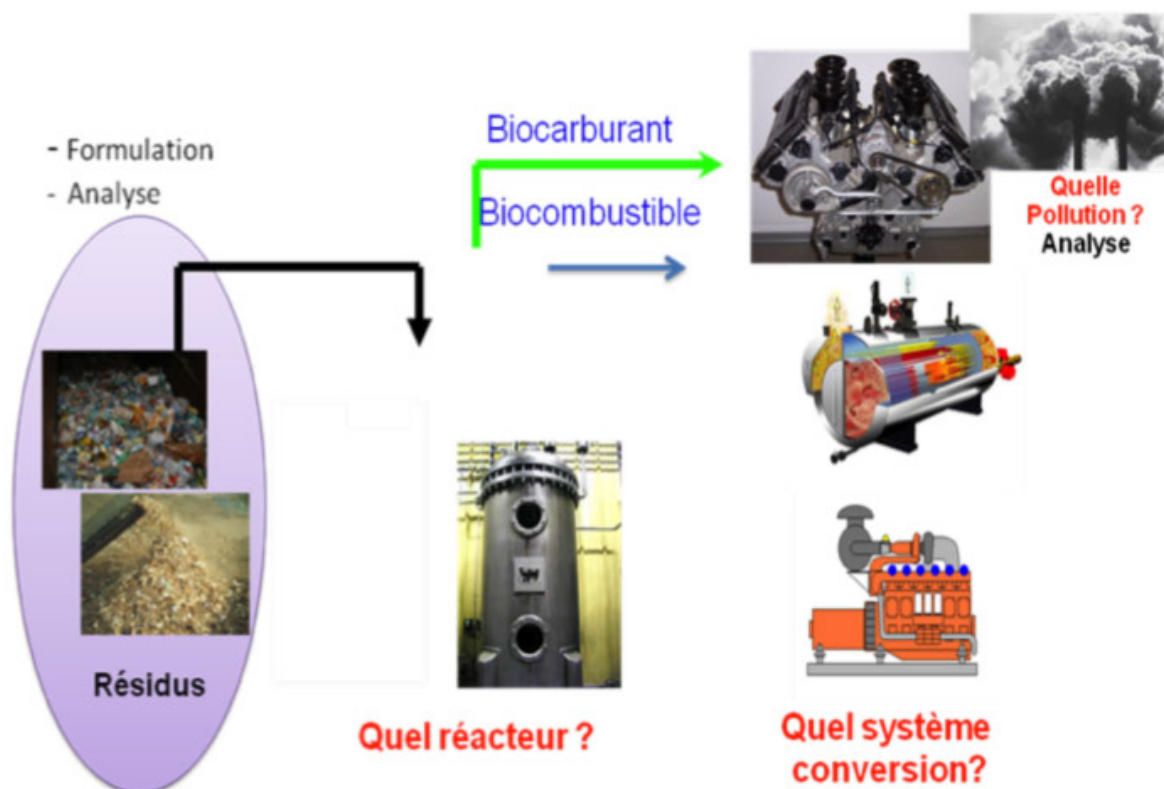 - Formulation
- Analyse
Résidus
Biocarburant
Biocombustible
Quel réacteur ?
Quelle
Pollution ?
Analyse
Quel système
conversion?